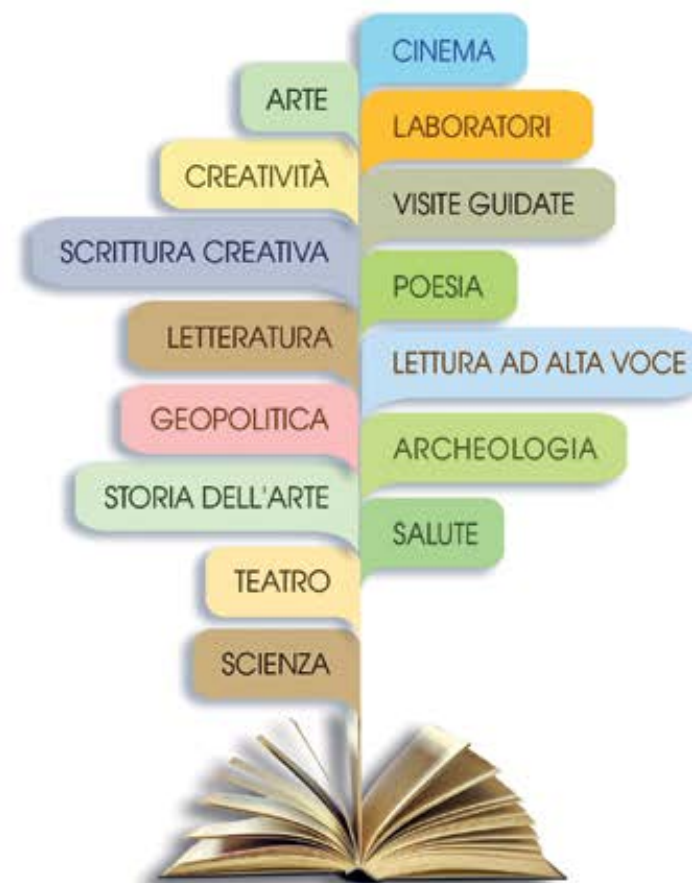 CINEMA
ARTE
LABORATORI
CREATIVITÀ
VISITE GUIDATE
SCRITTURA CREATIVA
POESIA
LETTERATURA
LETTURA AD ALTA VOCE
GEOPOLITICA
ARCHEOLOGIA
STORIA DELL'ARTE
SALUTE
TEATRO
SCIENZA